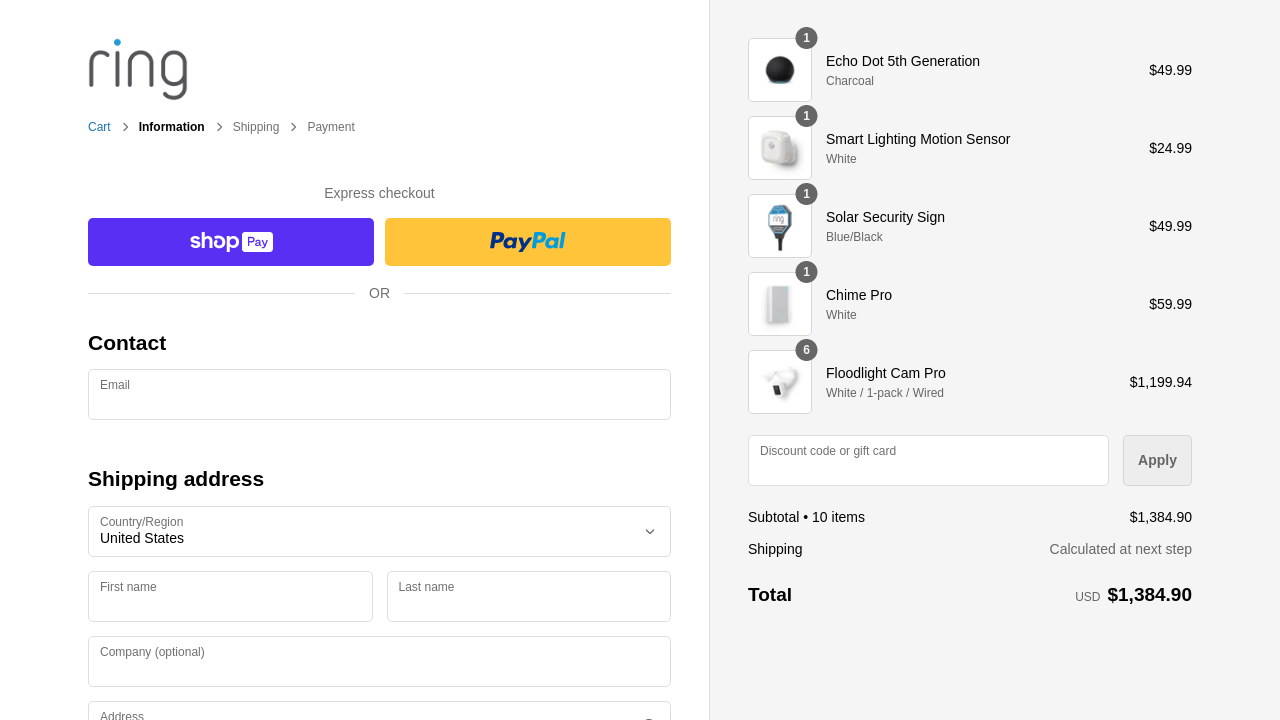 ring
Cart > Information > Shipping > Payment
Express checkout
shop Pay
PayPal
OR
Contact
Email
Shipping address
Country/Region
United States
First name
Last name
Company (optional)
Address
1
Echo Dot 5th Generation
Charcoal
$49.99
1
Smart Lighting Motion Sensor
White
$24.99
1
ring
Solar Security Sign
Blue/Black
$49.99
1
Chime Pro
White
$59.99
6
Floodlight Cam Pro
White / 1-pack / Wired
$1,199.94
Discount code or gift card
Apply
Subtotal • 10 items
$1,384.90
Shipping
Calculated at next step
Total
USD $1,384.90